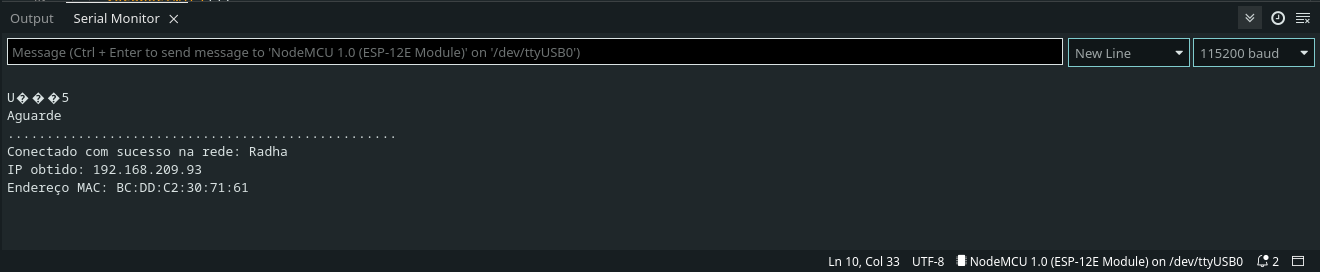 Output Serial Monitor
Message (Ctrl + Enter to send message to 'NodeMCU 1.0 (ESP-12E Module)' on '/dev/ttyUSB0') New Line 115200 baud
U���5
Aguarde
..................................................
Conectado com sucesso na rede: Radha
IP obtido: 192.168.209.93
Endereço MAC: BC:DD:C2:30:71:61
Ln 10, Col 33 UTF-8 NodeMCU 1.0 (ESP-12E Module) on /dev/ttyUSB0 2